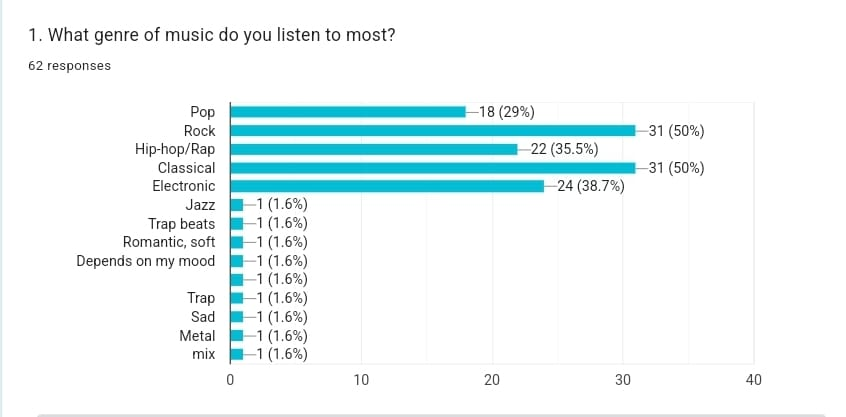 1. What genre of music do you listen to most?
62 responses
Pop 18 (29%)
Rock 31 (50%)
Hip-hop/Rap 22 (35.5%)
Classical 31 (50%)
Electronic 24 (38.7%)
Jazz 1 (1.6%)
Trap beats 1 (1.6%)
Romantic, soft 1 (1.6%)
Depends on my mood 1 (1.6%)
1 (1.6%)
Trap 1 (1.6%)
Sad 1 (1.6%)
Metal 1 (1.6%)
mix 1 (1.6%)
0 10 20 30 40